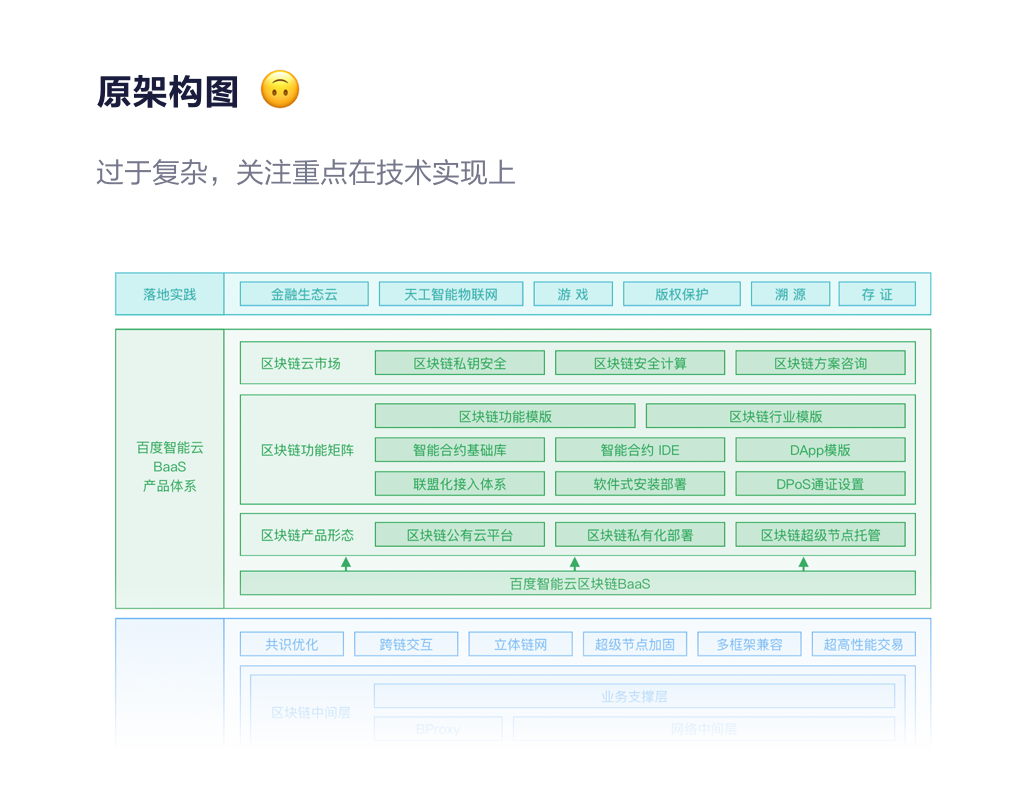 原架构图 🙃
过于复杂，关注重点在技术实现上
落地实践
金融生态云
天工智能物联网
游 戏
版权保护
溯 源
存 证
百度智能云
BaaS
产品体系
区块链云市场
区块链私钥安全
区块链安全计算
区块链方案咨询
区块链功能矩阵
区块链功能模版
区块链行业模版
智能合约基础库
智能合约 IDE
DApp模版
联盟化接入体系
软件式安装部署
DPoS通证设置
区块链产品形态
区块链公有云平台
区块链私有化部署
区块链超级节点托管
百度智能云区块链BaaS
共识优化
跨链交互
立体链网
超级节点加固
多框架兼容
超高性能交易
区块链中间层
业务支撑层
BProxy
网络中间层